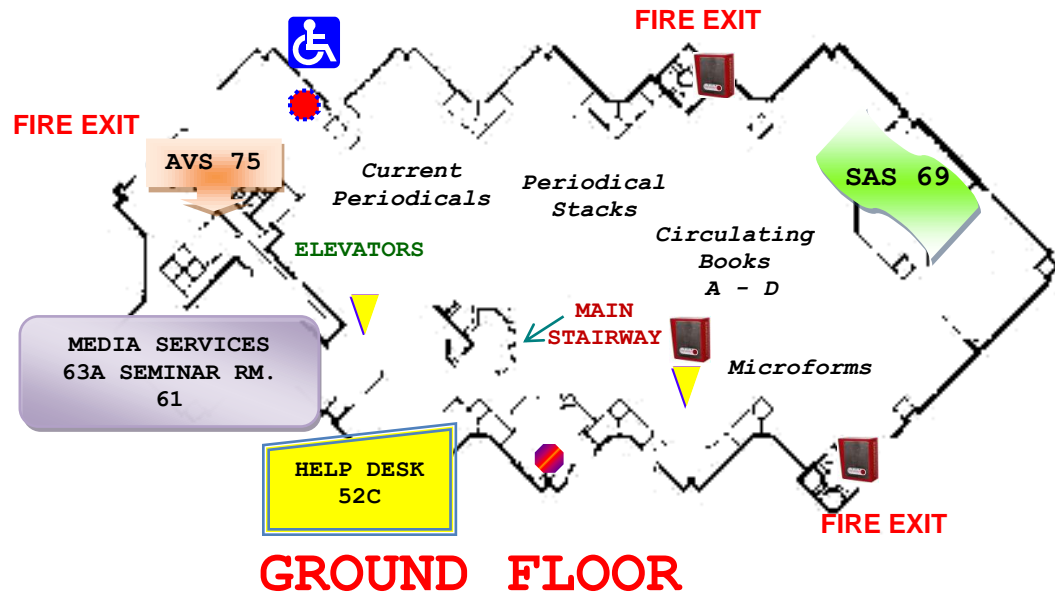 FIRE EXIT
FIRE EXIT
AVS 75
Current
Periodicals
Periodical
Stacks
SAS 69
ELEVATORS
Circulating
Books
A - D
MAIN
STAIRWAY
MEDIA SERVICES
63A SEMINAR RM.
61
Microforms
HELP DESK
52C
FIRE EXIT
GROUND FLOOR